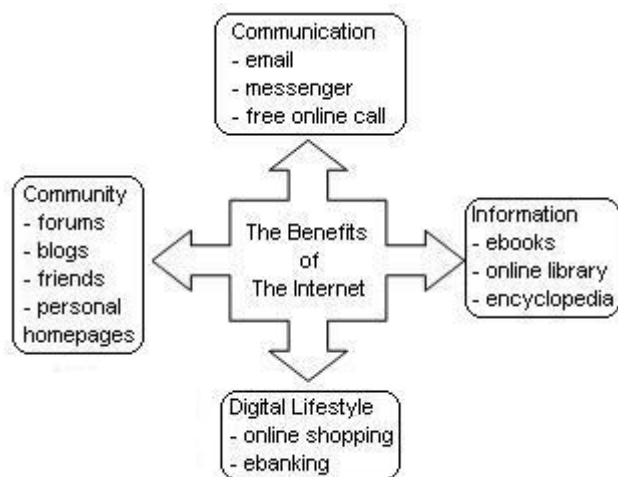 Communication
- email
- messenger
- free online call
Community
- forums
- blogs
- friends
- personal
homepages
The Benefits
of
The Internet
Information
- ebooks
- online library
- encyclopedia
Digital Lifestyle
- online shopping
- ebanking